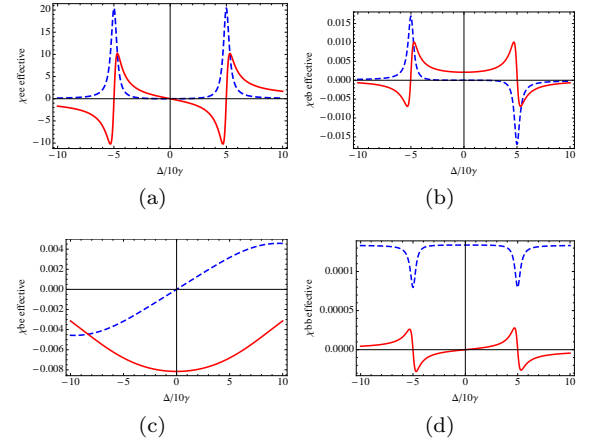 χee effective
20
15
10
5
0
−5
−10
−10 −5 0 5 10
Δ/10γ
(a)
χeb effective
0.015
0.010
0.005
0.000
−0.005
−0.010
−0.015
−10 −5 0 5 10
Δ/10γ
(b)
χbe effective
0.004
0.002
0.000
−0.002
−0.004
−0.006
−0.008
−10 −5 0 5 10
Δ/10γ
(c)
χbb effective
0.0001
0.00005
0.0000
−10 −5 0 5 10
Δ/10γ
(d)